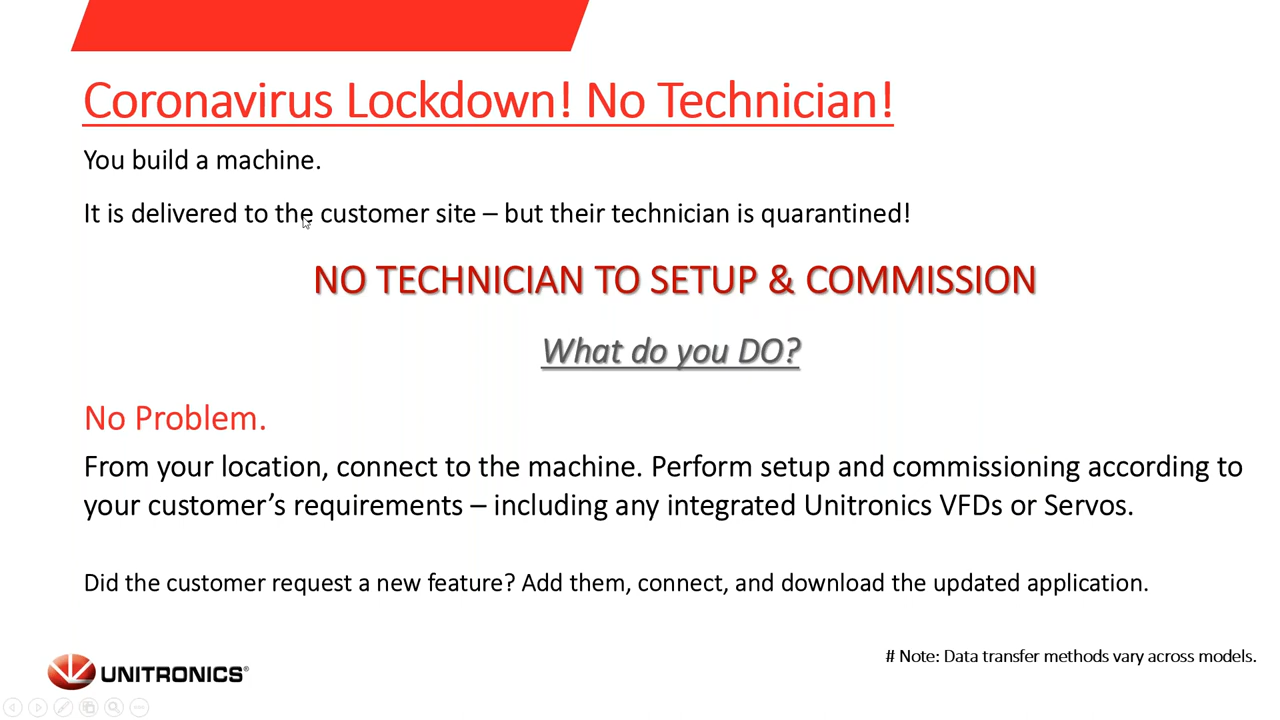 Coronavirus Lockdown! No Technician!
You build a machine.
It is delivered to the customer site – but their technician is quarantined!
NO TECHNICIAN TO SETUP & COMMISSION
What do you DO?
No Problem.
From your location, connect to the machine. Perform setup and commissioning according to
your customer’s requirements – including any integrated Unitronics VFDs or Servos.
Did the customer request a new feature? Add them, connect, and download the updated application.
# Note: Data transfer methods vary across models.
UNITRONICS®